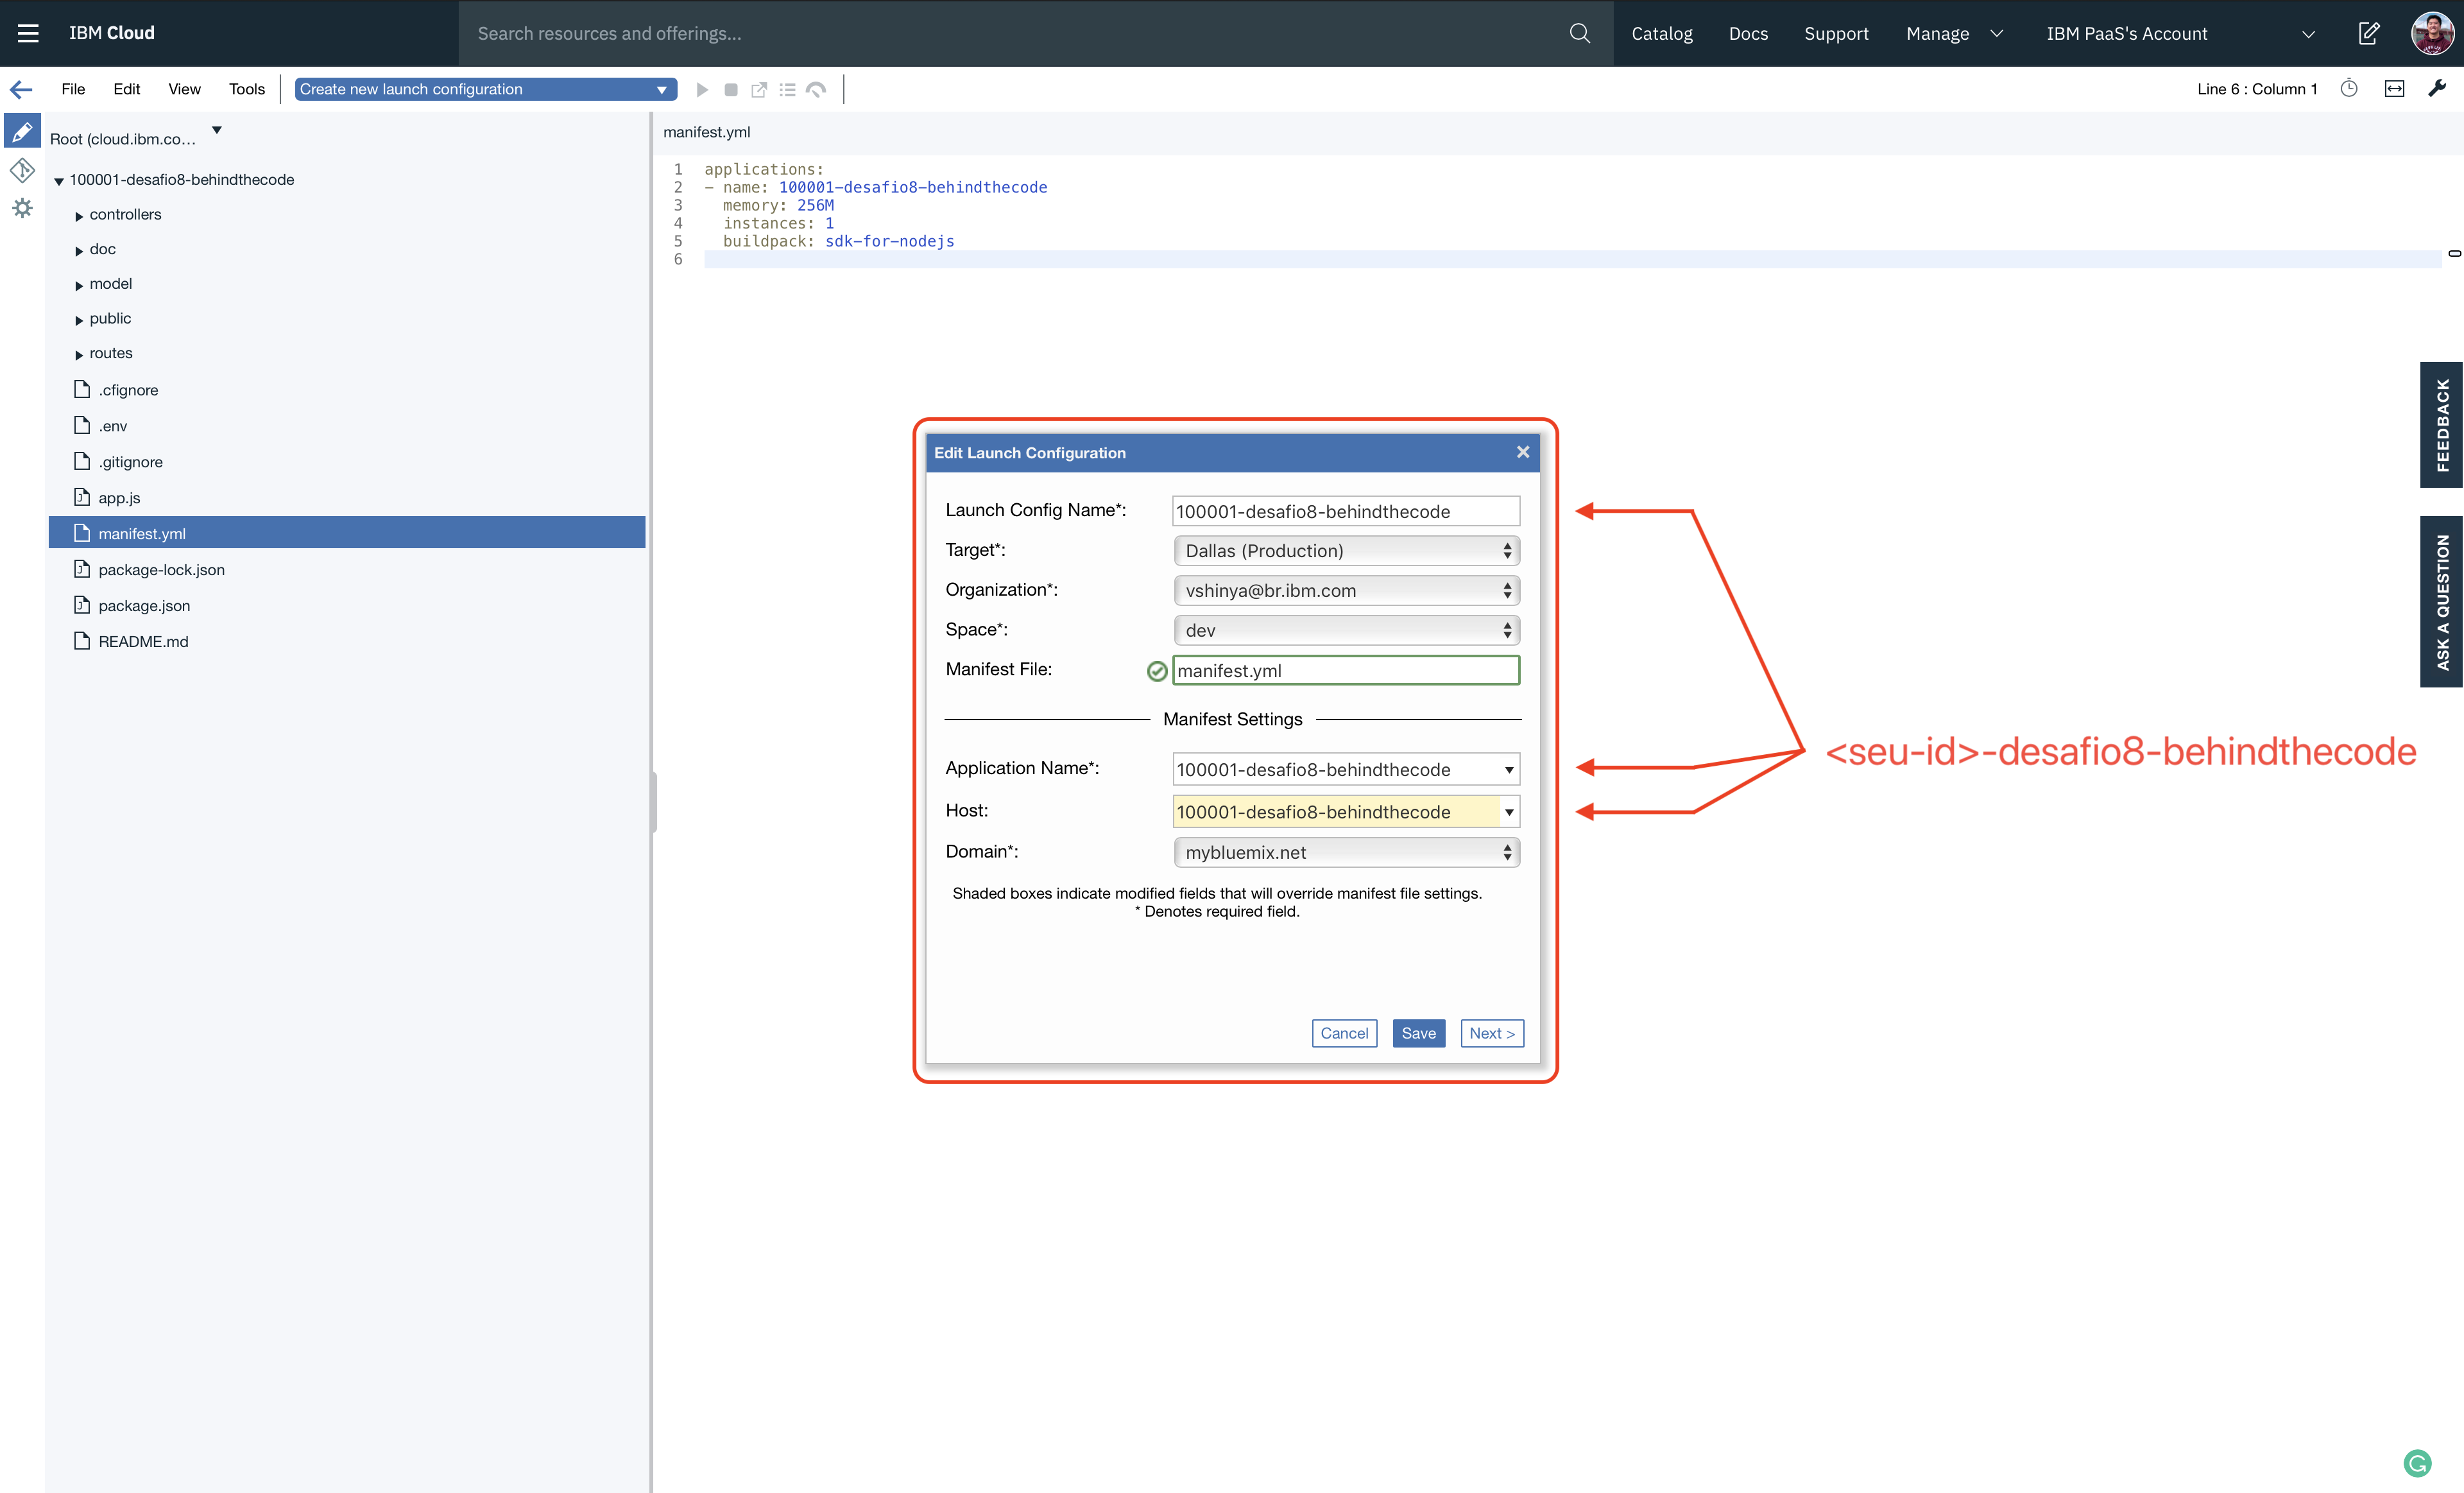 IBM Cloud
Search resources and offerings...
Catalog
Docs
Support
Manage
IBM PaaS's Account
File
Edit
View
Tools
Create new launch configuration
Line 6 : Column 1
Root (cloud.ibm.co...
100001-desafio8-behindthecode
controllers
doc
model
public
routes
.cfignore
.env
.gitignore
app.js
manifest.yml
package-lock.json
package.json
README.md
manifest.yml
1 applications:
2 - name: 100001-desafio8-behindthecode
3 memory: 256M
4 instances: 1
5 buildpack: sdk-for-nodejs
6
Edit Launch Configuration
Launch Config Name*: 100001-desafio8-behindthecode
Target*: Dallas (Production)
Organization*: vshinya@br.ibm.com
Space*: dev
Manifest File: manifest.yml
Manifest Settings
Application Name*: 100001-desafio8-behindthecode
Host: 100001-desafio8-behindthecode
Domain*: mybluemix.net
Shaded boxes indicate modified fields that will override manifest file settings.
* Denotes required field.
Cancel
Save
Next >
<seu-id>-desafio8-behindthecode
FEEDBACK
ASK A QUESTION